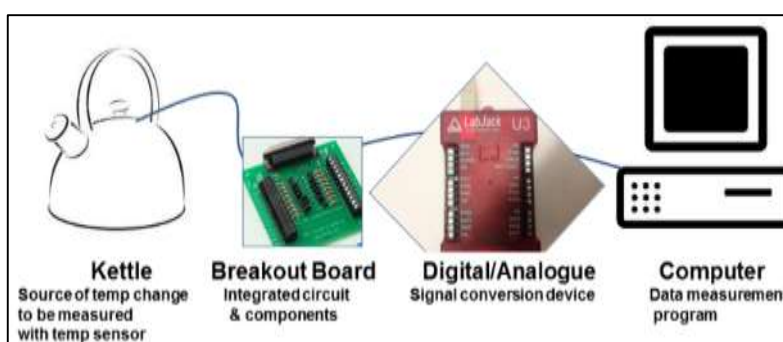 LabJack
U3
Kettle
Source of temp change
to be measured
with temp sensor
Breakout Board
Integrated circuit
& components
Digital/Analogue
Signal conversion device
Computer
Data measurement
program